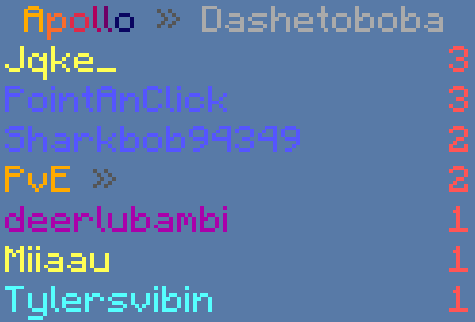 Apollo » Dashetoboba
Jqke_ 3
PointAnClick 3
Sharkbob94349 2
PvE » 2
deerlubambi 1
Miiaau 1
Tylersvibin 1